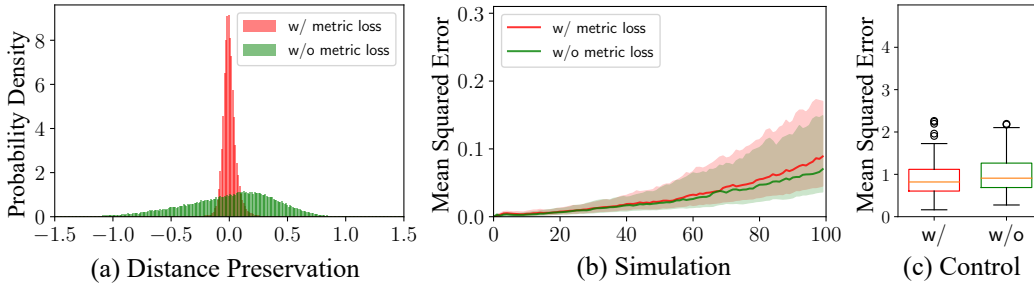 Probability Density
8
6
4
2
0
w/ metric loss
w/o metric loss
−1.5 −1.0 −0.5 0.0 0.5 1.0 1.5
(a) Distance Preservation
Mean Squared Error
0.3
0.2
0.1
0.0
w/ metric loss
w/o metric loss
0 20 40 60 80 100
(b) Simulation
Mean Squared Error
4
3
2
1
0
w/ w/o
(c) Control